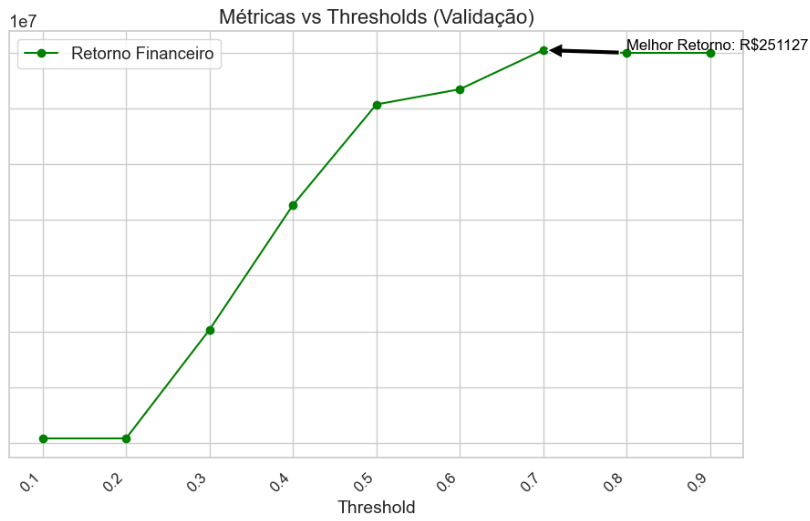 Métricas vs Thresholds (Validação)
1e7
Retorno Financeiro
Melhor Retorno: R$251127
0.1
0.2
0.3
0.4
0.5
0.6
0.7
0.8
0.9
Threshold